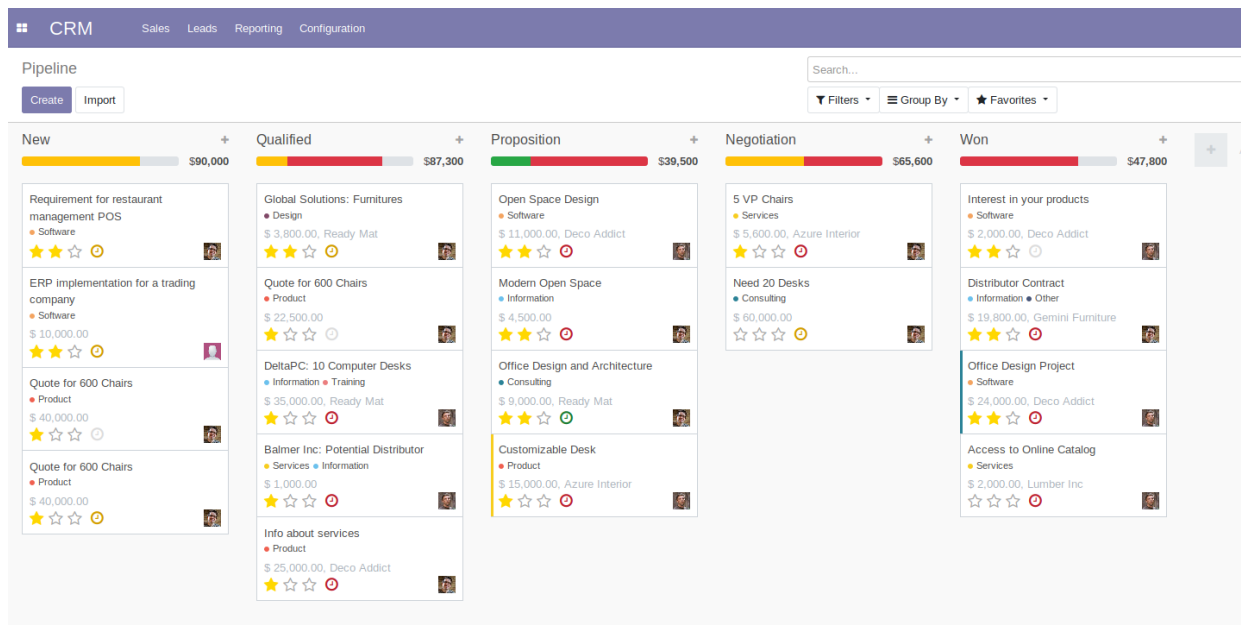 CRM Sales Leads Reporting Configuration
Pipeline
Search...
Create Import
Filters Group By Favorites
New +
$90,000
Requirement for restaurant
management POS
Software
ERP implementation for a trading
company
Software
$ 10,000.00
Quote for 600 Chairs
Product
$ 40,000.00
Quote for 600 Chairs
Product
$ 40,000.00
Qualified +
$87,300
Global Solutions: Furnitures
Design
$ 3,800.00, Ready Mat
Quote for 600 Chairs
Product
$ 22,500.00
DeltaPC: 10 Computer Desks
Information Training
$ 35,000.00, Ready Mat
Balmer Inc: Potential Distributor
Services Information
$ 1,000.00
Info about services
Product
$ 25,000.00, Deco Addict
Proposition +
$39,500
Open Space Design
Software
$ 11,000.00, Deco Addict
Modern Open Space
Information
$ 4,500.00
Office Design and Architecture
Consulting
$ 9,000.00, Ready Mat
Customizable Desk
Product
$ 15,000.00, Azure Interior
Negotiation +
$65,600
5 VP Chairs
Services
$ 5,600.00, Azure Interior
Need 20 Desks
Consulting
$ 60,000.00
Won +
$47,800
Interest in your products
Software
$ 2,000.00, Deco Addict
Distributor Contract
Information Other
$ 19,800.00, Gemini Furniture
Office Design Project
Software
$ 24,000.00, Deco Addict
Access to Online Catalog
Services
$ 2,000.00, Lumber Inc
+